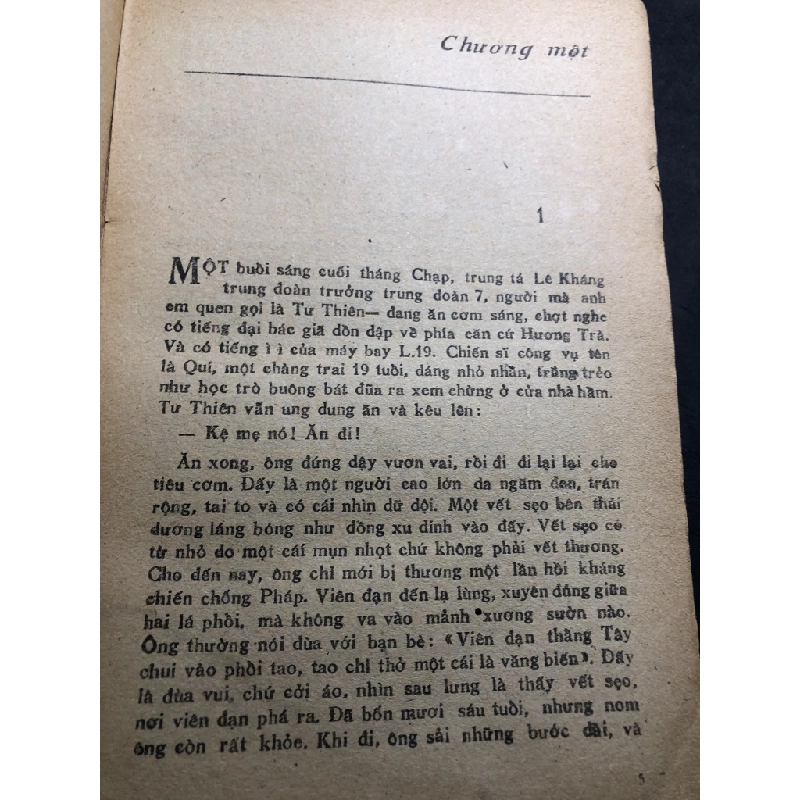 Chương một
1
MỘT buồi sáng cuối tháng Chạp, trung tá Lê Kháng
trung đoàn trưởng trung đoàn 7, người mà anh
em quen gọi là Tư Thiên— đang ăn cơm sáng, chợt nghe
có tiếng đại bác giã dồn dập về phía căn cứ Hương Trà.
Và có tiếng ì ì của máy bay L.19. Chiến sĩ công vụ tên
là Quí, một chàng trai 19 tuổi, dáng nhỏ nhắn, trắng trẻo
như học trò buông bát đũa ra xem chừng ở cửa nhà hầm.
Tư Thiên vẫn ung dung ăn và kêu lên:
— Kệ mẹ nó! Ăn đi!
Ăn xong, ông đứng dậy vươn vai, rồi đi đi lại lại cho
tiêu cơm. Đấy là một người cao lớn da ngăm đen, trán
rộng, tai to và có cái nhìn dữ dội. Một vết sẹo bên thái
dương láng bóng như đồng xu dính vào đấy. Vết sẹo có
từ nhỏ do một cái mụn nhọt chứ không phải vết thương.
Cho đến nay, ông chỉ mới bị thương một lần hồi kháng
chiến chống Pháp. Viên đạn đến lạ lùng, xuyên đúng giữa
hai lá phổi, mà không va vào mảnh xương sườn nào.
Ông thường nói đùa với bạn bè: «Viên đạn thằng Tây
chui vào phổi tao, tao chỉ thở một cái là văng biến». Đấy
là đùa vui, chứ cởi áo, nhìn sau lưng là thấy vết sẹo,
nơi viên đạn phá ra. Đã bốn mươi sáu tuổi, nhưng nom
ông còn rất khỏe. Khi đi, ông sải những bước dài, và
5